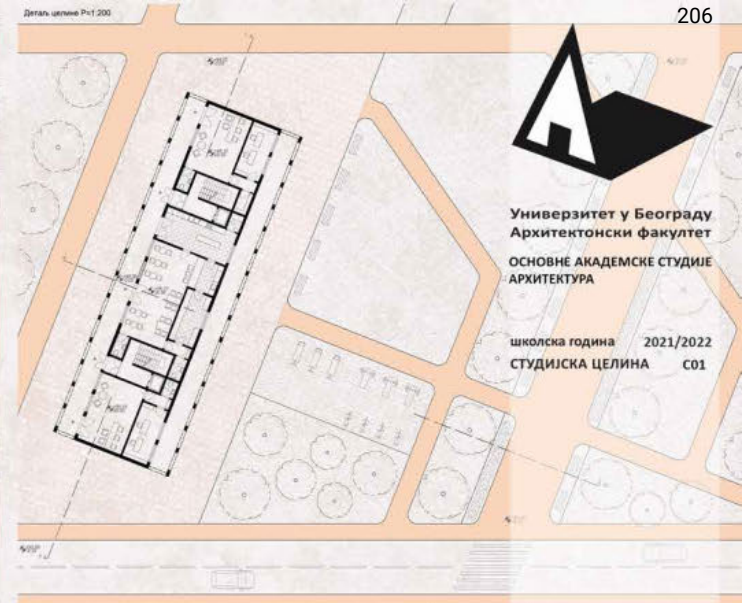 Детаљ целине Р=1:200
206
Универзитет у Београду
Архитектонски факултет
ОСНОВНЕ АКАДЕМСКЕ СТУДИЈЕ
АРХИТЕКТУРА
школска година 2021/2022
СТУДИЈСКА ЦЕЛИНА С01